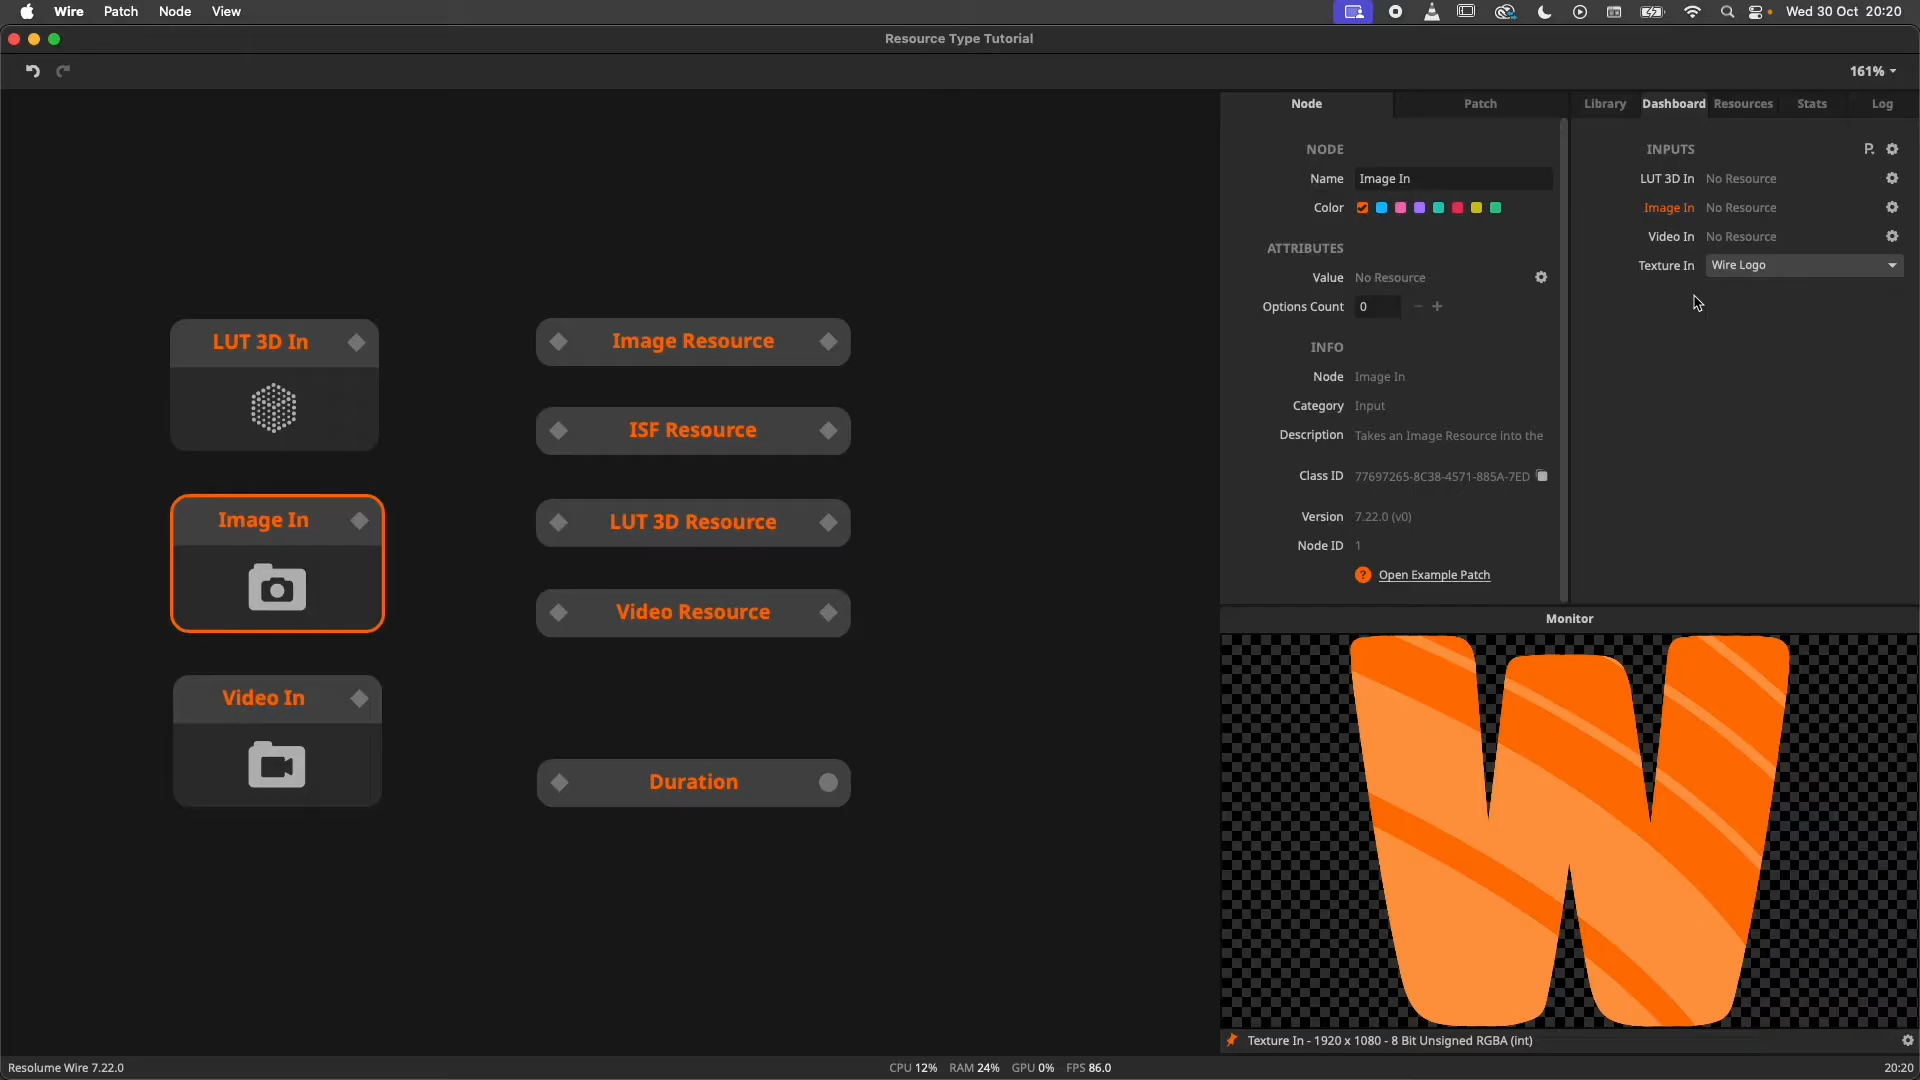 Wire Patch Node View
Wed 30 Oct 20:20
Resource Type Tutorial
161%
Node Patch
Library Dashboard Resources Stats Log
NODE
Name Image In
Color
ATTRIBUTES
Value No Resource
Options Count 0 − +
INFO
Node Image In
Category Input
Description Takes an Image Resource into the
Class ID 77697265-8C38-4571-885A-7ED
Version 7.22.0 (v0)
Node ID 1
? Open Example Patch
INPUTS P.
LUT 3D In No Resource
Image In No Resource
Video In No Resource
Texture In Wire Logo
LUT 3D In
Image In
Video In
Image Resource
ISF Resource
LUT 3D Resource
Video Resource
Duration
Monitor
W
Texture In - 1920 x 1080 - 8 Bit Unsigned RGBA (int)
Resolume Wire 7.22.0
CPU 12% RAM 24% GPU 0% FPS 86.0
20:20